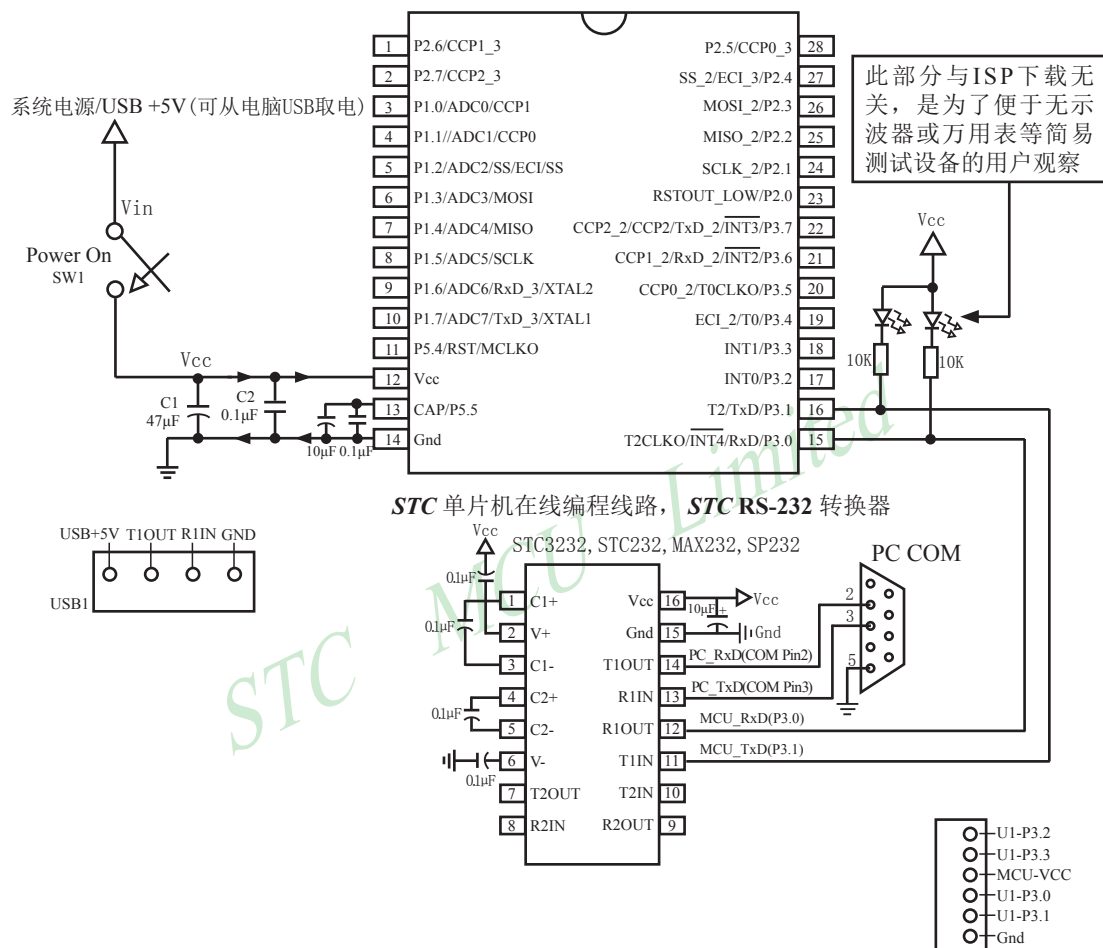 系统电源/USB +5V(可从电脑USB取电)
Vin
Power On
SW1
Vcc
C1
47µF
C2
0.1µF
10µF 0.1µF
1 P2.6/CCP1_3
2 P2.7/CCP2_3
3 P1.0/ADC0/CCP1
4 P1.1//ADC1/CCP0
5 P1.2/ADC2/SS/ECI/SS
6 P1.3/ADC3/MOSI
7 P1.4/ADC4/MISO
8 P1.5/ADC5/SCLK
9 P1.6/ADC6/RxD_3/XTAL2
10 P1.7/ADC7/TxD_3/XTAL1
11 P5.4/RST/MCLKO
12 Vcc
13 CAP/P5.5
14 Gnd
P2.5/CCP0_3 28
SS_2/ECI_3/P2.4 27
MOSI_2/P2.3 26
MISO_2/P2.2 25
SCLK_2/P2.1 24
RSTOUT_LOW/P2.0 23
CCP2_2/CCP2/TxD_2/INT3/P3.7 22
CCP1_2/RxD_2/INT2/P3.6 21
CCP0_2/T0CLKO/P3.5 20
ECI_2/T0/P3.4 19
INT1/P3.3 18
INT0/P3.2 17
T2/TxD/P3.1 16
T2CLKO/INT4/RxD/P3.0 15
此部分与ISP下载无
关，是为了便于无示
波器或万用表等简易
测试设备的用户观察
Vcc
10K
10K
STC MCU Limited
STC 单片机在线编程线路， STC RS-232 转换器
USB+5V T1OUT R1IN GND
USB1
STC3232,STC232,MAX232,SP232
Vcc
0.1µF
0.1µF
0.1µF
0.1µF
1 C1+
2 V+
3 C1-
4 C2+
5 C2-
6 V-
7 T2OUT
8 R2IN
Vcc 16
Gnd 15
T1OUT 14
R1IN 13
R1OUT 12
T1IN 11
T2IN 10
R2OUT 9
10µF +
Vcc
Gnd
PC_RxD(COM Pin2)
PC_TxD(COM Pin3)
MCU_RxD(P3.0)
MCU_TxD(P3.1)
PC COM
2
3
5
U1-P3.2
U1-P3.3
MCU-VCC
U1-P3.0
U1-P3.1
Gnd